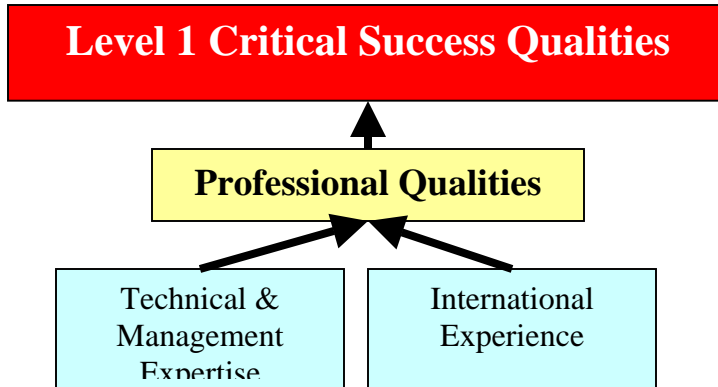 Level 1 Critical Success Qualities
Professional Qualities
Technical &
Management
Expertise
International
Experience